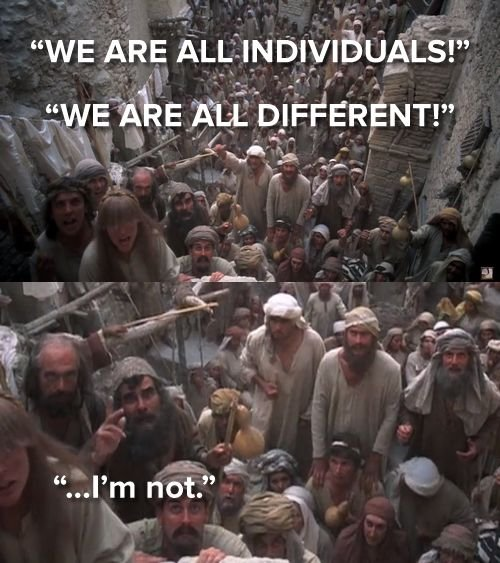 “WE ARE ALL INDIVIDUALS!”
“WE ARE ALL DIFFERENT!”
“...I’m not.”